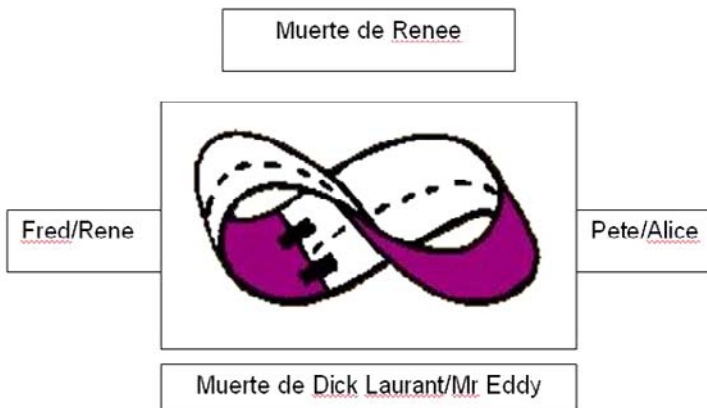 Muerte de Renee
Fred/Rene
Pete/Alice
Muerte de Dick Laurant/Mr Eddy